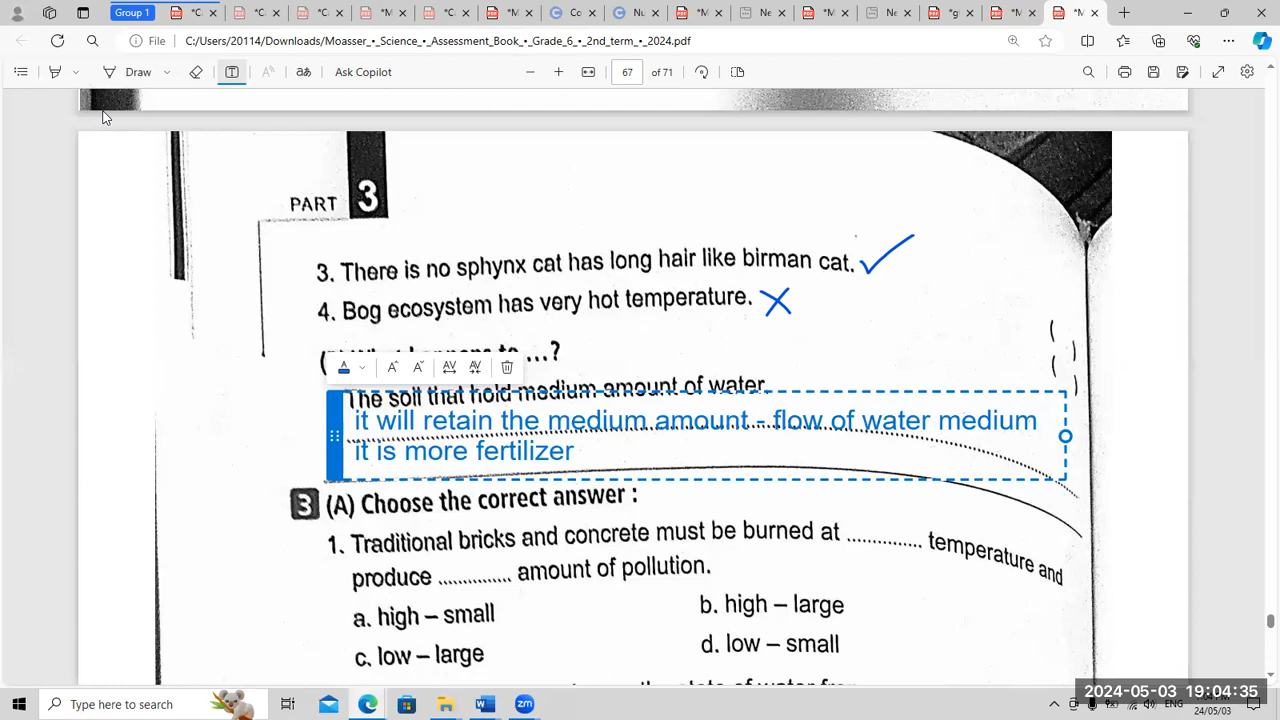 Group 1
File
C:/Users/20114/Downloads/Moasser_•_Science_•_Assessment_Book_•_Grade_6_•_2nd_term_•_2024.pdf
Draw
Ask Copilot
67 of 71
PART 3
3. There is no sphynx cat has long hair like birman cat.
4. Bog ecosystem has very hot temperature.
...?
The soil that hold medium amount of water.
it will retain the medium amount - flow of water medium
it is more fertilizer
3 (A) Choose the correct answer :
1. Traditional bricks and concrete must be burned at .............. temperature and
produce .............. amount of pollution.
a. high – small
b. high – large
c. low – large
d. low – small
Type here to search
ENG
2024-05-03 19:04:35
24/05/03